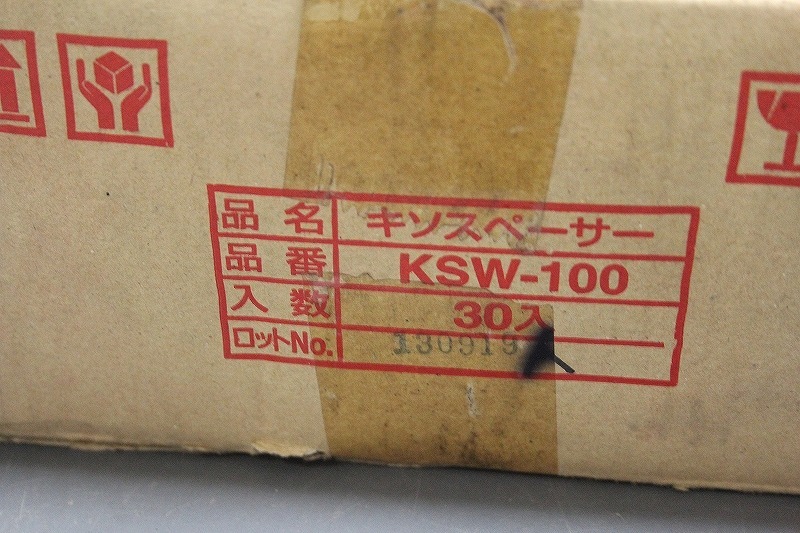 品名 キソスペーサー
品番 KSW-100
入数 30入
ロットNo. 130919